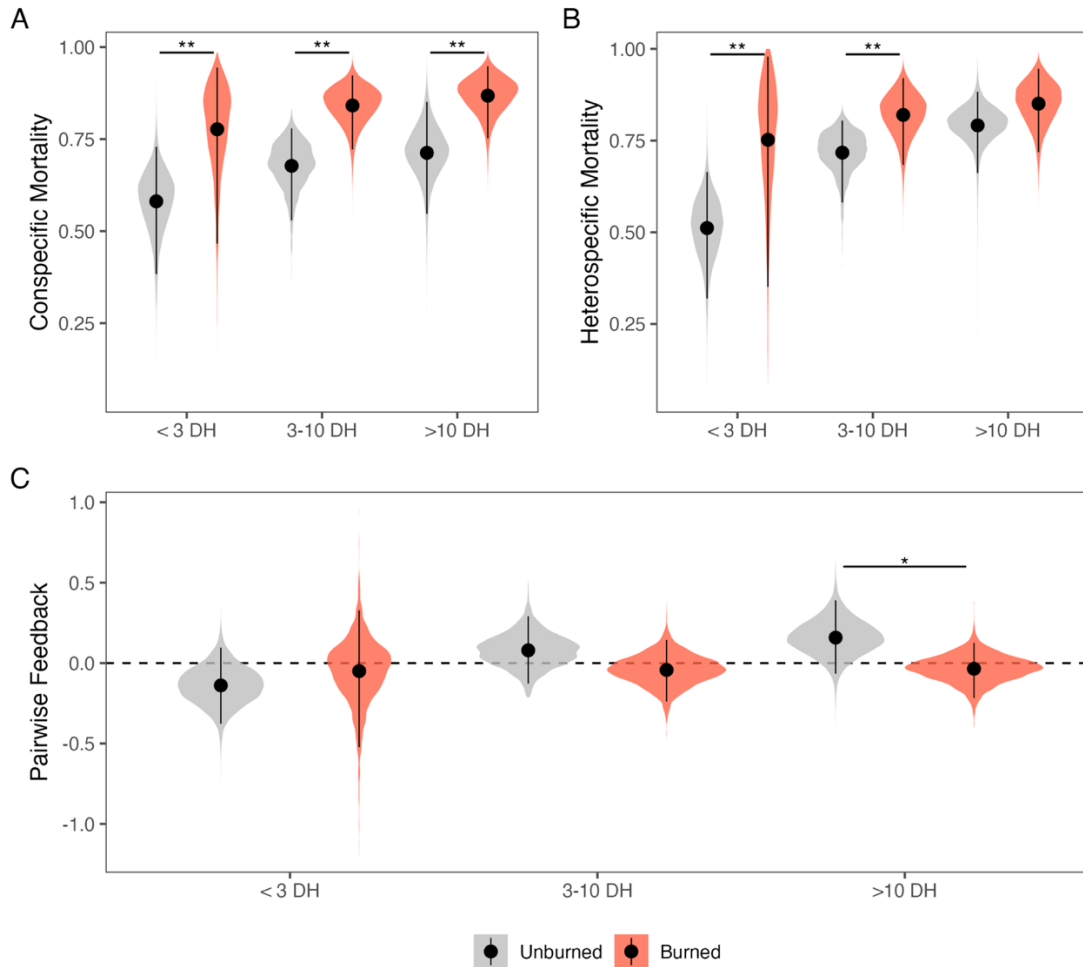 A
B
** ** **
** **
1.00
0.75
0.50
0.25
Conspecific Mortality
< 3 DH 3-10 DH >10 DH
1.00
0.75
0.50
0.25
Heterospecific Mortality
< 3 DH 3-10 DH >10 DH
C
*
1.0
0.5
0.0
-0.5
-1.0
Pairwise Feedback
< 3 DH 3-10 DH >10 DH
Unburned Burned